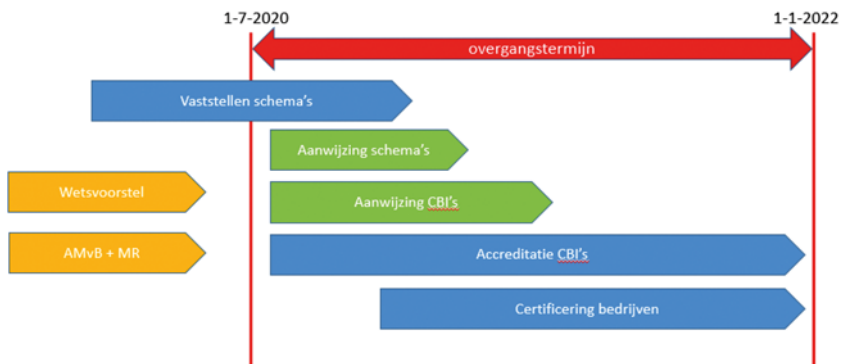 1-7-2020
1-1-2022
overgangstermijn
Vaststellen schema's
Aanwijzing schema's
Wetsvoorstel
Aanwijzing CBI's
AMvB + MR
Accreditatie CBI's
Certificering bedrijven